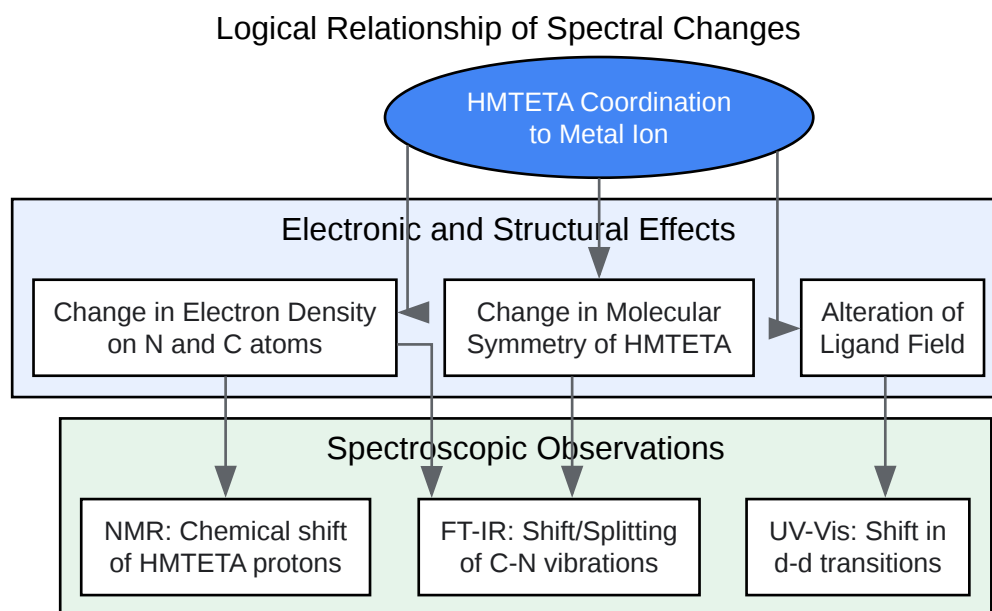 Logical Relationship of Spectral Changes
HMTETA Coordination
to Metal Ion
Electronic and Structural Effects
Change in Electron Density
on N and C atoms
Change in Molecular
Symmetry of HMTETA
Alteration of
Ligand Field
Spectroscopic Observations
NMR: Chemical shift
of HMTETA protons
FT-IR: Shift/Splitting
of C-N vibrations
UV-Vis: Shift in
d-d transitions